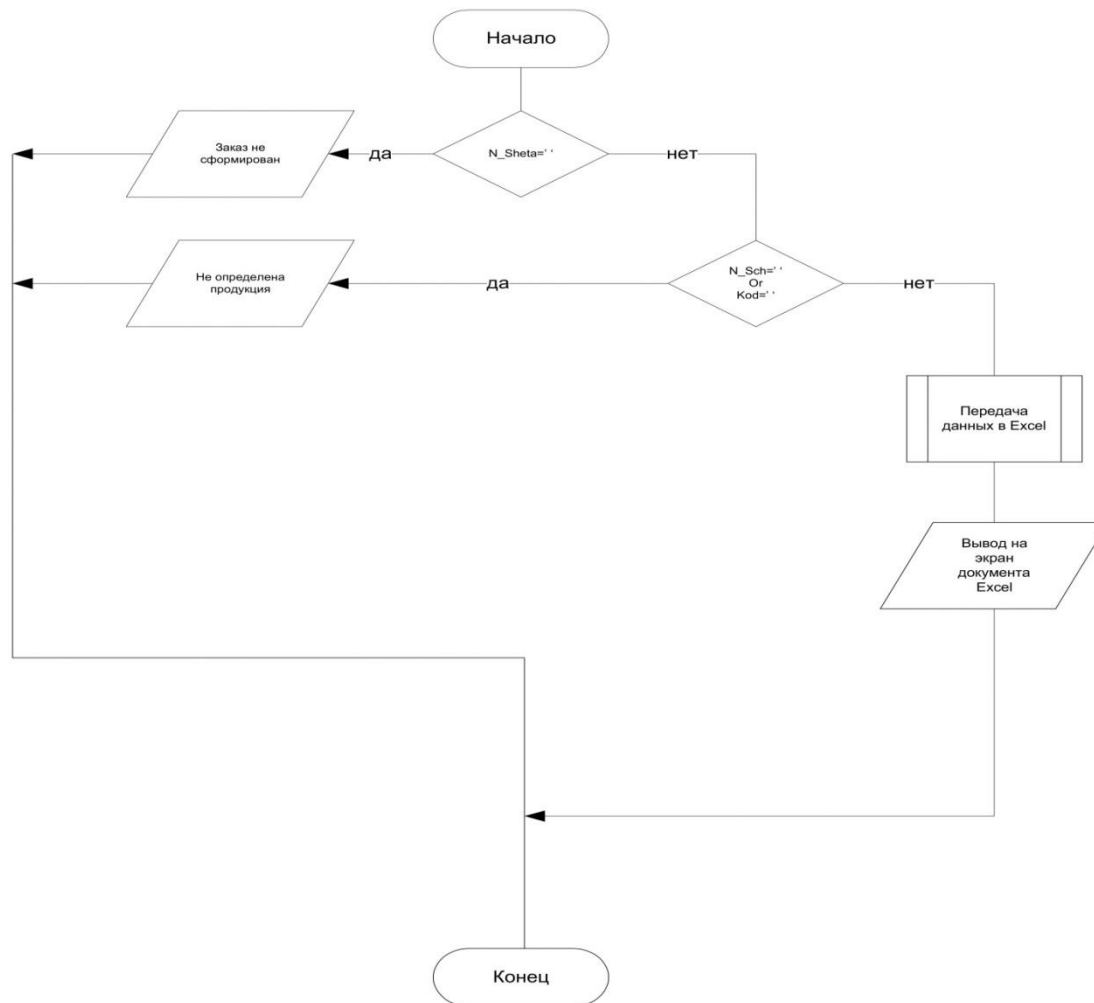 Начало
Заказ не
сформирован
да
N_Sheta=’ ‘
нет
Не определена
продукция
да
N_Sch=’ ‘
Or
Kod=’ ‘
нет
Передача
данных в Excel
Вывод на
экран
документа
Excel
Конец